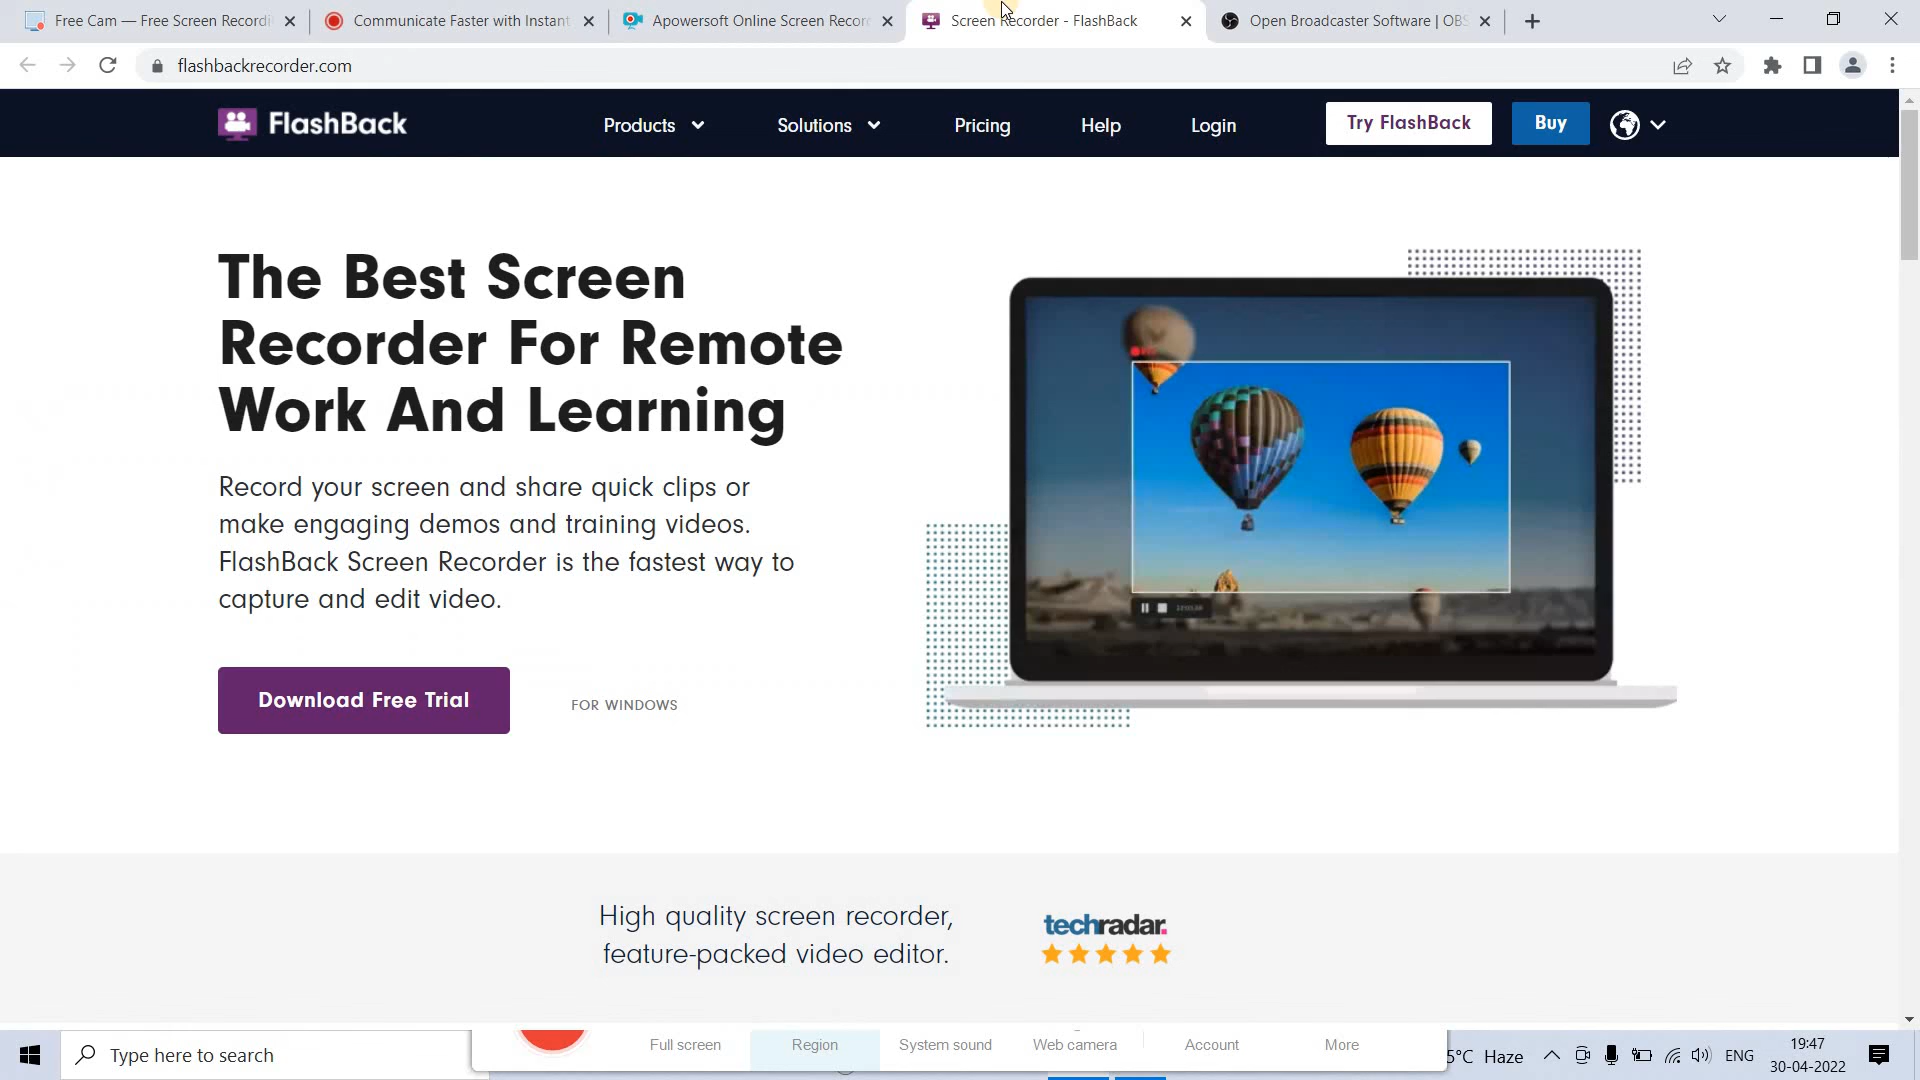 Free Cam — Free Screen Recordi
Communicate Faster with Instant
Apowersoft Online Screen Recor
Screen Recorder - FlashBack
Open Broadcaster Software | OBS
flashbackrecorder.com
FlashBack
Products
Solutions
Pricing
Help
Login
Try FlashBack
Buy
The Best Screen
Recorder For Remote
Work And Learning
Record your screen and share quick clips or
make engaging demos and training videos.
FlashBack Screen Recorder is the fastest way to
capture and edit video.
Download Free Trial
FOR WINDOWS
High quality screen recorder,
feature-packed video editor.
techradar.
Type here to search
Full screen
Region
System sound
Web camera
Account
More
5°C Haze
ENG
19:47
30-04-2022